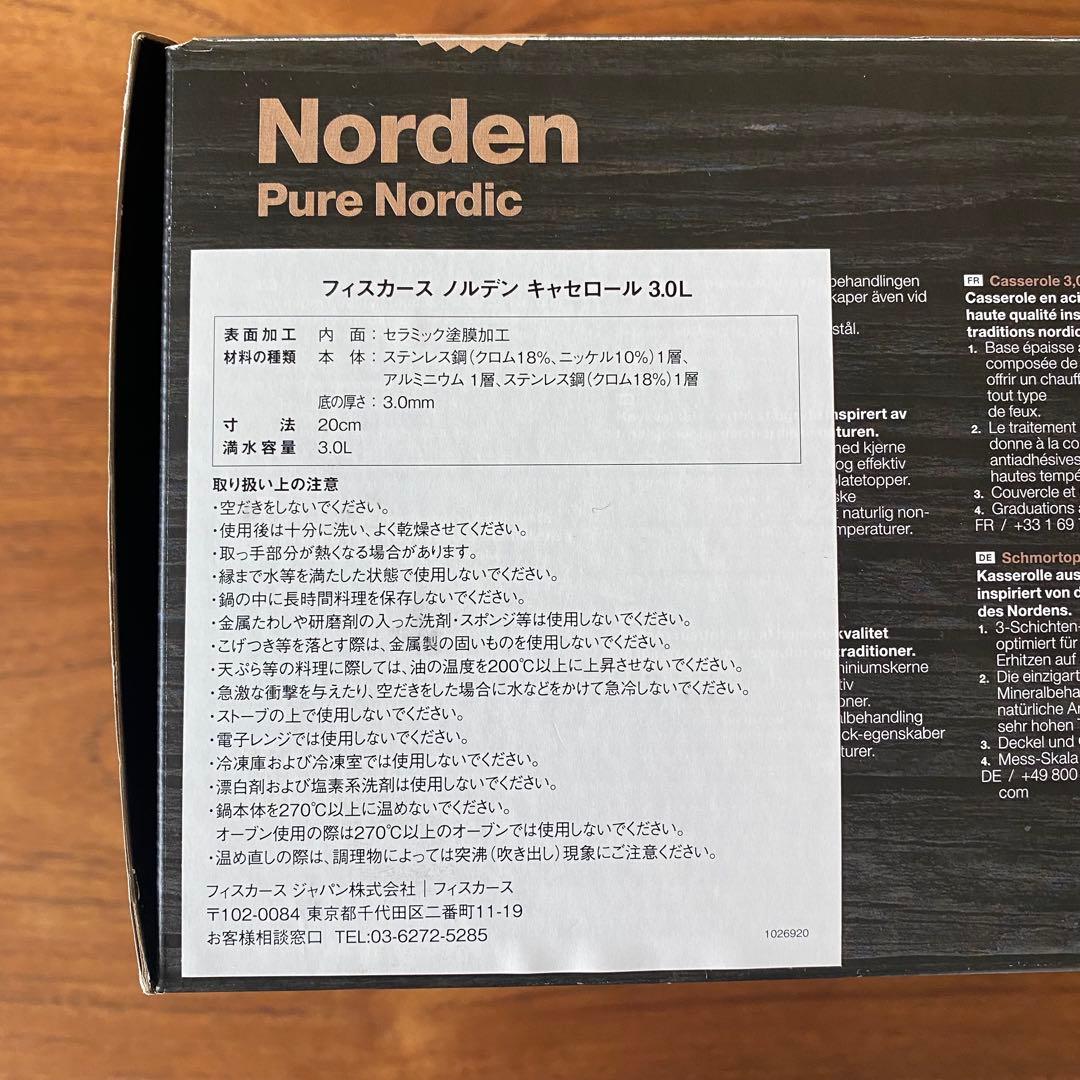 Norden
Pure Nordic
フィスカース ノルデン キャセロール 3.0L
表面加工 内 面：セラミック塗膜加工
材料の種類 本 体：ステンレス鋼(クロム18%、ニッケル10%)1層、
アルミニウム 1層、ステンレス鋼(クロム18%)1層
底の厚さ：3.0mm
寸 法 20cm
満水容量 3.0L
取り扱い上の注意
・空だきをしないでください。
・使用後は十分に洗い、よく乾燥させてください。
・取っ手部分が熱くなる場合があります。
・縁まで水等を満たした状態で使用しないでください。
・鍋の中に長時間料理を保存しないでください。
・金属たわしや研磨剤の入った洗剤・スポンジ等は使用しないでください。
・こげつき等を落とす際は、金属製の固いものを使用しないでください。
・天ぷら等の料理に際しては、油の温度を200℃以上に上昇させないでください。
・急激な衝撃を与えたり、空だきをした場合に水などをかけて急冷しないでください。
・ストーブの上で使用しないでください。
・電子レンジでは使用しないでください。
・冷凍庫および冷凍室では使用しないでください。
・漂白剤および塩素系洗剤は使用しないでください。
・鍋本体を270℃以上に温めないでください。
オーブン使用の際は270℃以上のオーブンでは使用しないでください。
・温め直しの際は、調理物によっては突沸(吹き出し)現象にご注意ください。
フィスカース ジャパン株式会社｜フィスカース
〒102-0084 東京都千代田区二番町11-19
お客様相談窓口 TEL:03-6272-5285
1026920
behandlingen
kaper även vid
stål.
nspirert av
turen.
ned kjerne
og effektiv
platetopper.
ske
naturlig non-
mperaturer.
kvalitet
traditioner.
miniumskerne
tiv
oner.
albehandling
ick-egenskaber
turer.
FR Casserole 3,0
Casserole en aci
haute qualité ins
traditions nordic
1. Base épaisse
composée de
offrir un chauff
tout type
de feux.
2. Le traitement
donne à la co
antiadhésives
hautes tempé
3. Couvercle et
4. Graduations
FR / +33 1 69
DE Schmortop
Kasserolle aus
inspiriert von d
des Nordens.
1. 3-Schichten-
optimiert für
Erhitzen auf
2. Die einzigart
Mineralbeha
natürliche An
sehr hohen
3. Deckel und
4. Mess-Skala
DE / +49 800
com